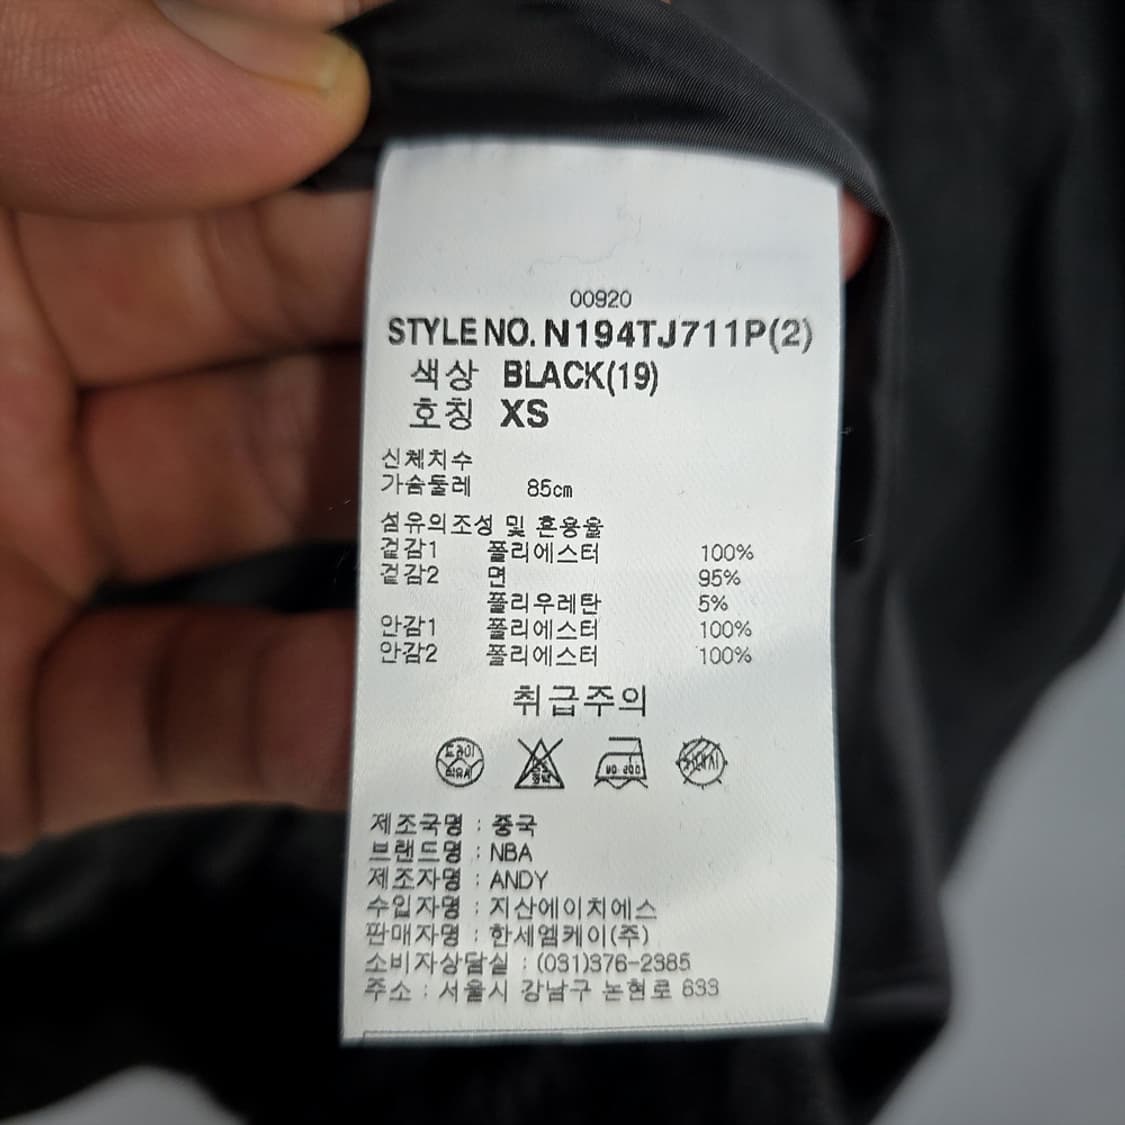 00920
STYLE NO. N194TJ711P(2)
색상 BLACK(19)
호칭 XS
신체치수
가슴둘레 85cm
섬유의조성 및 혼용율
겉감1 폴리에스터 100%
겉감2 면 95%
폴리우레탄 5%
안감1 폴리에스터 100%
안감2 폴리에스터 100%
취급주의
드라이
석유계
제조국명 : 중국
브랜드명 : NBA
제조자명 : ANDY
수입자명 : 지산에이치에스
판매자명 : 한세엠케이(주)
소비자상담실 : (031)376-2385
주소 : 서울시 강남구 논현로 633